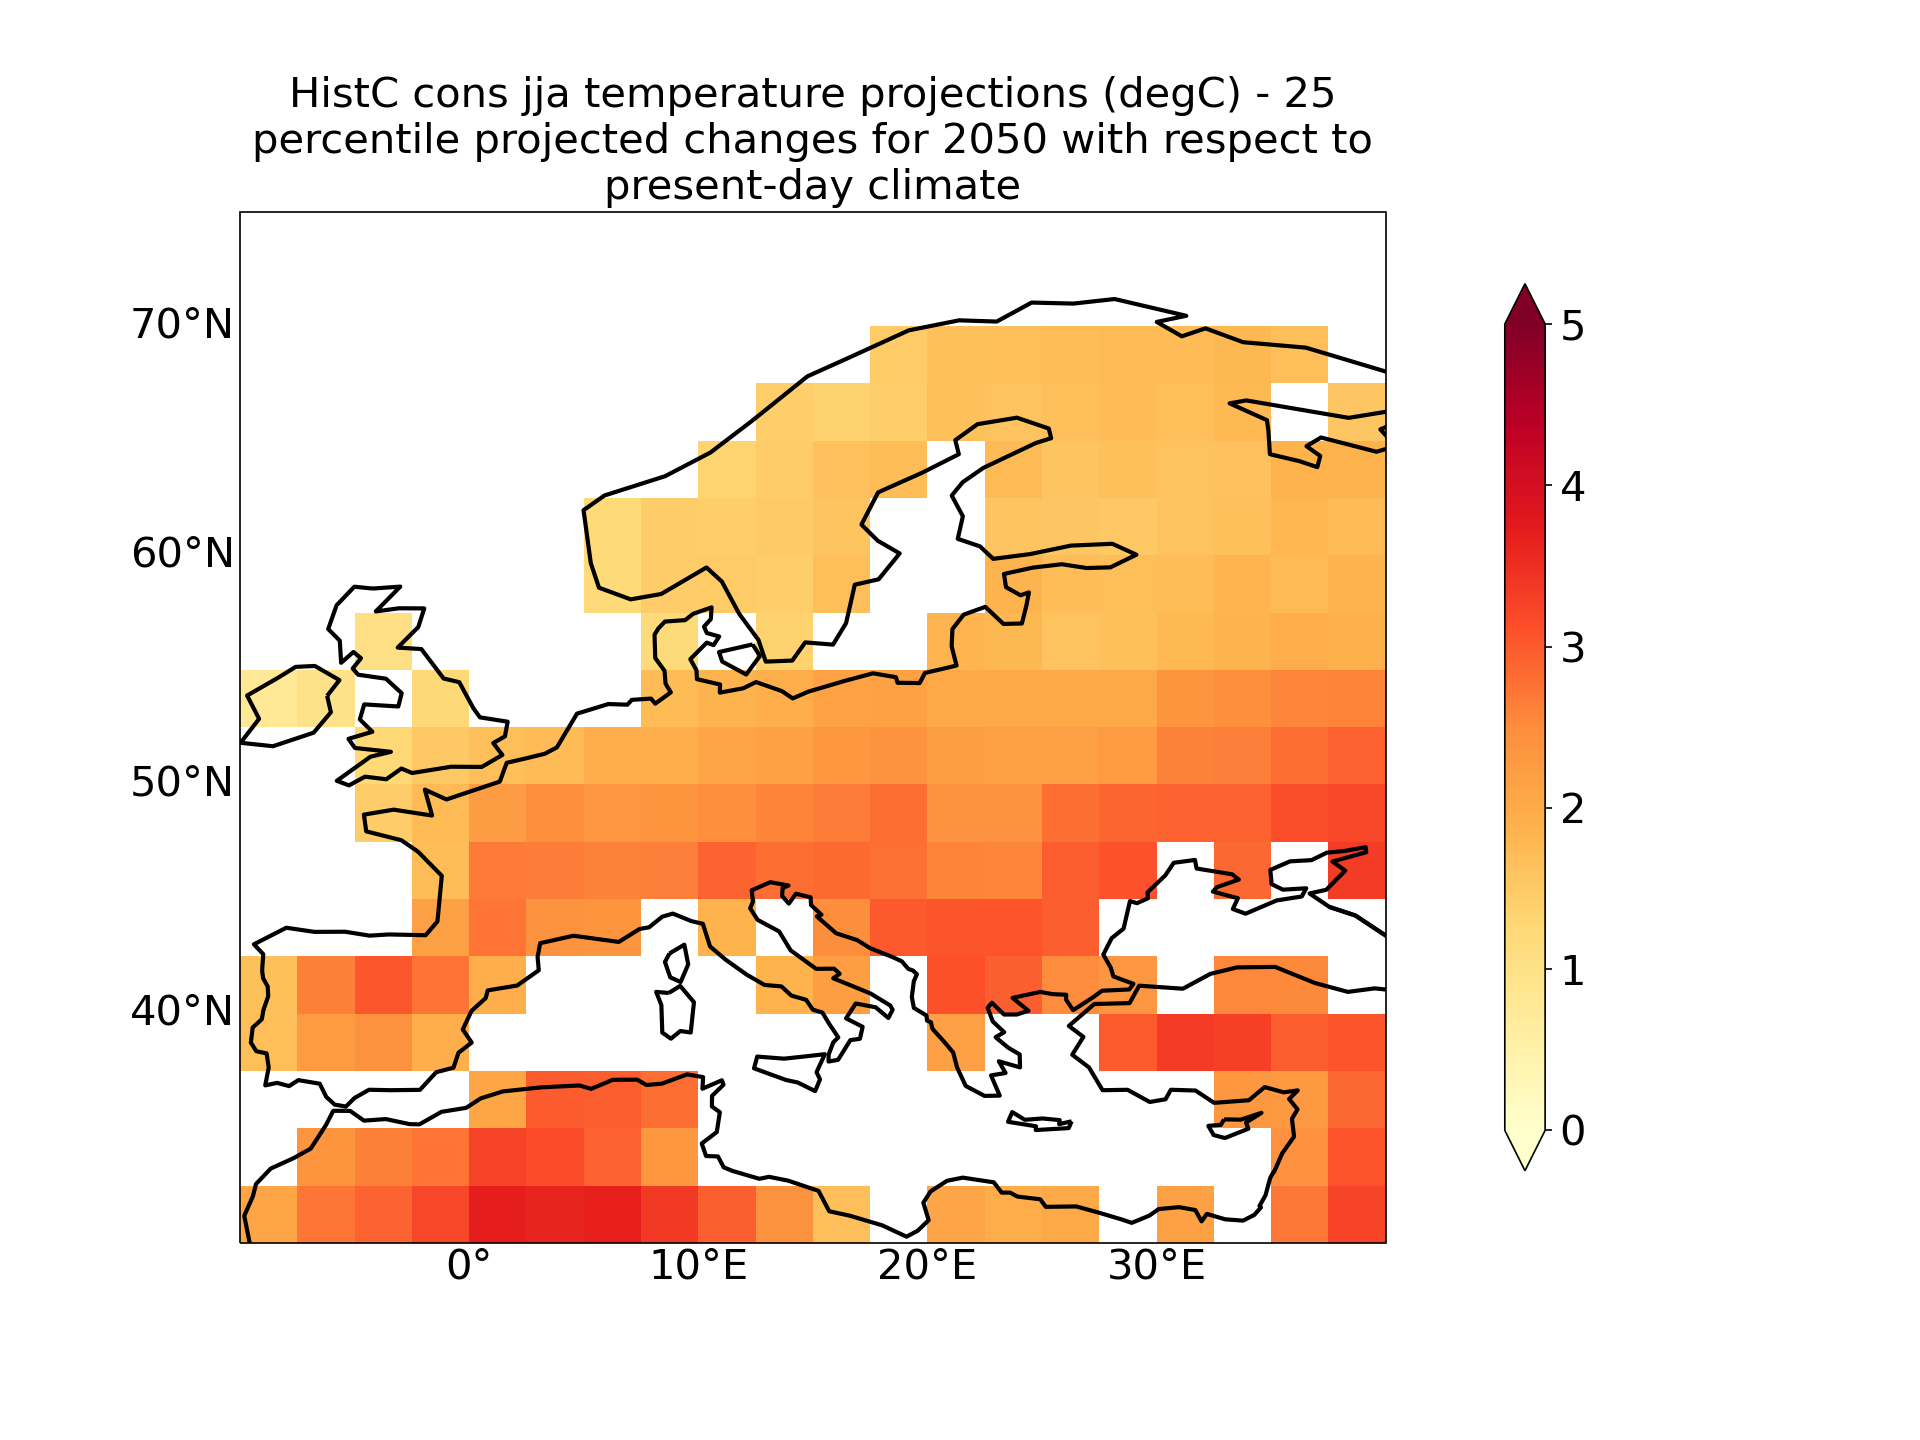 HistC cons jja temperature projections (degC) - 25
percentile projected changes for 2050 with respect to
present-day climate
70°N
60°N
50°N
40°N
0°
10°E
20°E
30°E
5
4
3
2
1
0